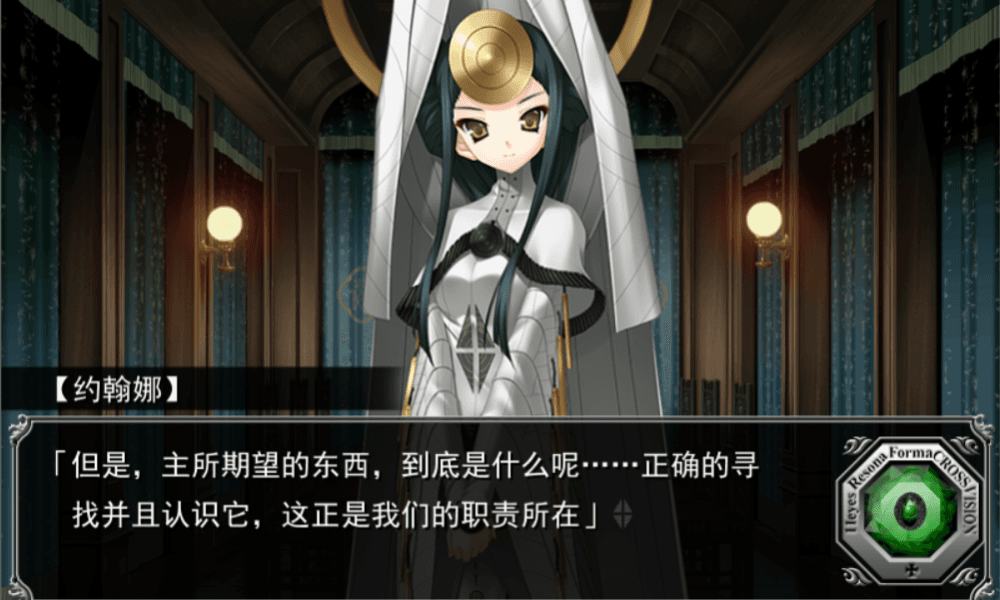 【约翰娜】
「但是，主所期望的东西，到底是什么呢……正确的寻
找并且认识它，这正是我们的职责所在」
Heyes Resona FormaCROSS†VISION